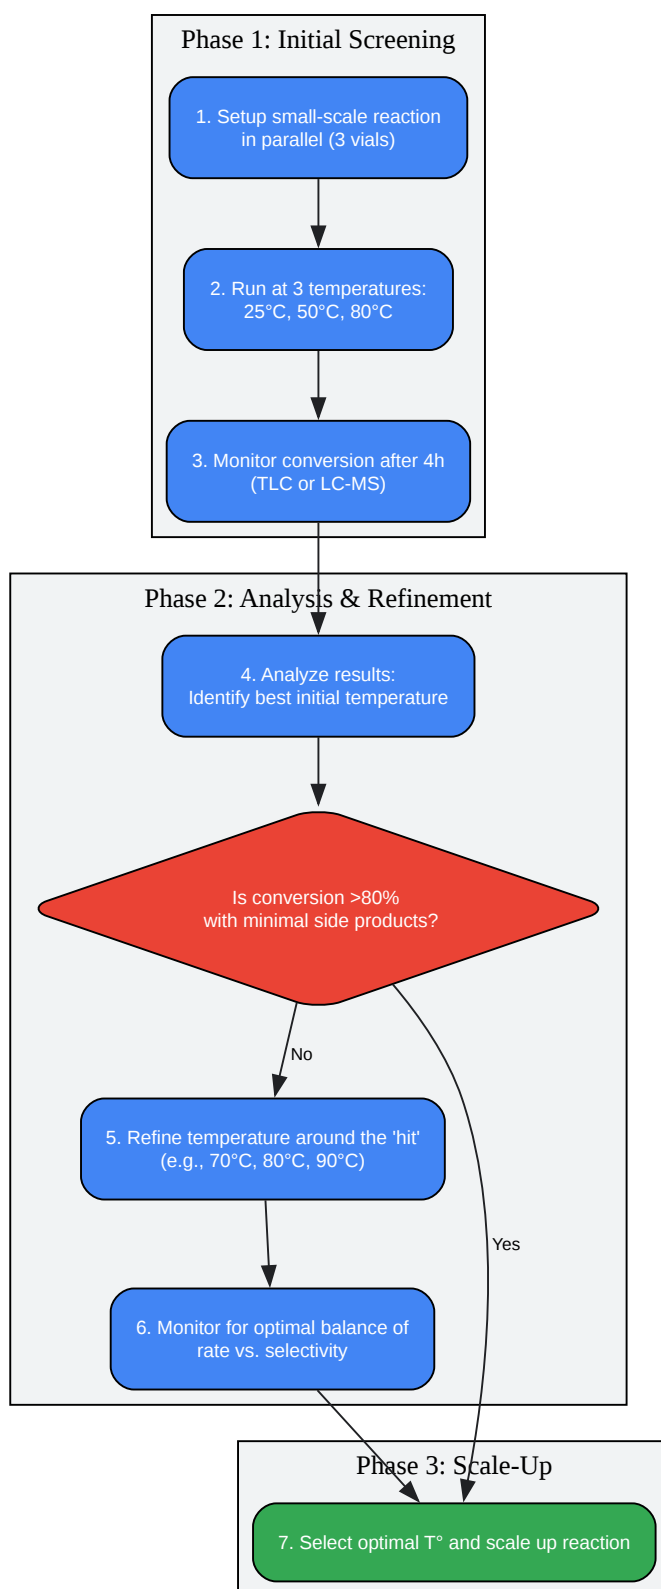 Phase 1: Initial Screening
1. Setup small-scale reaction
in parallel (3 vials)
2. Run at 3 temperatures:
25°C, 50°C, 80°C
3. Monitor conversion after 4h
(TLC or LC-MS)
Phase 2: Analysis & Refinement
4. Analyze results:
Identify best initial temperature
Is conversion >80%
with minimal side products?
No
5. Refine temperature around the 'hit'
(e.g., 70°C, 80°C, 90°C)
Yes
6. Monitor for optimal balance of
rate vs. selectivity
Phase 3: Scale-Up
7. Select optimal T° and scale up reaction